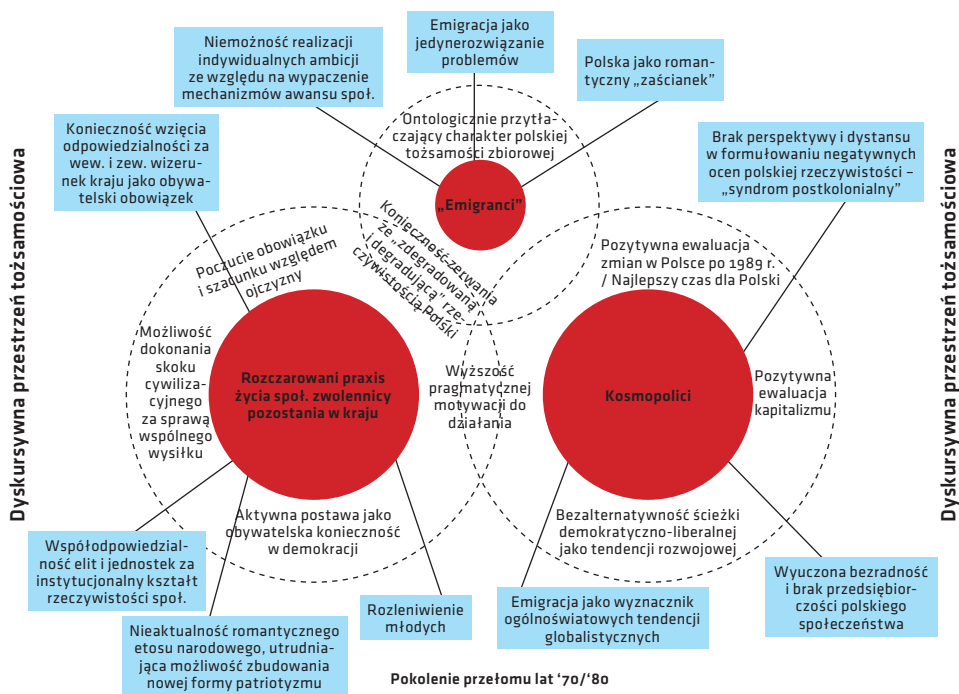 Emigracja jako
jedynerozwiązanie
problemów
Niemożność realizacji
indywidualnych ambicji
ze względu na wypaczenie
mechanizmów awansu społ.
Polska jako roman-
tyczny „zaścianek”
Konieczność wzięcia
odpowiedzialności za
wew. i zew. wizeru-
nek kraju jako obywa-
telski obowiązek
Ontologicznie przytła-
czający charakter polskiej
tożsamości zbiorowej
Brak perspektywy i dystansu
w formułowaniu negatywnych
ocen polskiej rzeczywistości –
„syndrom postkolonialny”
„Emigranci”
Dyskursywna przestrzeń tożsamościowa
Dyskursywna przestrzeń tożsamościowa
Poczucie obowiązku
i szacunku względem
ojczyzny
Konieczność zerwania
ze „zdegradowaną
i degradującą” rze-
czywistością Polski
Pozytywna ewaluacja
zmian w Polsce po 1989 r.
/ Najlepszy czas dla Polski
Możliwość
dokonania
skoku
cywiliza-
cyjnego
za sprawą
wspólnego
wysiłku
Rozczarowani praxis
życia społ. zwolennicy
pozostania w kraju
Wyższość
pragmatycznej
motywacji do
działania
Kosmopolici
Pozytywna
ewaluacja
kapitalizmu
Aktywna postawa jako
obywatelska konieczność
w demokracji
Bezalternatywność ścieżki
demokratyczno-liberalnej
jako tendencji rozwojowej
Współodpowiedzial-
ność elit i jednostek za
instytucjonalny kształt
rzeczywistości społ.
Nieaktualność romantycznego
etosu narodowego, utrudnia-
jąca możliwość zbudowania
nowej formy patriotyzmu
Rozleniwienie
młodych
Emigracja jako wyznacznik
ogólnoświatowych tendencji
globalistycznych
Wyuczona bezradność
i brak przedsiębior-
czości polskiego
społeczeństwa
Pokolenie przełomu lat ‘70/‘80